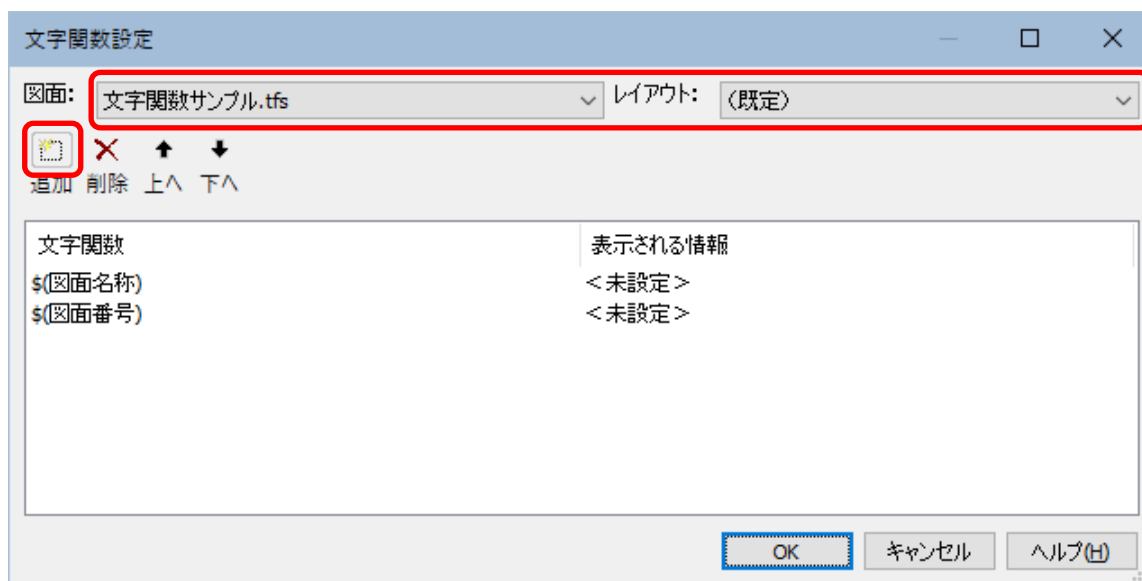 文字関数設定
図面: 文字関数サンプル.tfs レイアウト: (既定)
追加 削除 上へ 下へ
文字関数 表示される情報
$(図面名称) <未設定>
$(図面番号) <未設定>
OK キャンセル ヘルプ(H)